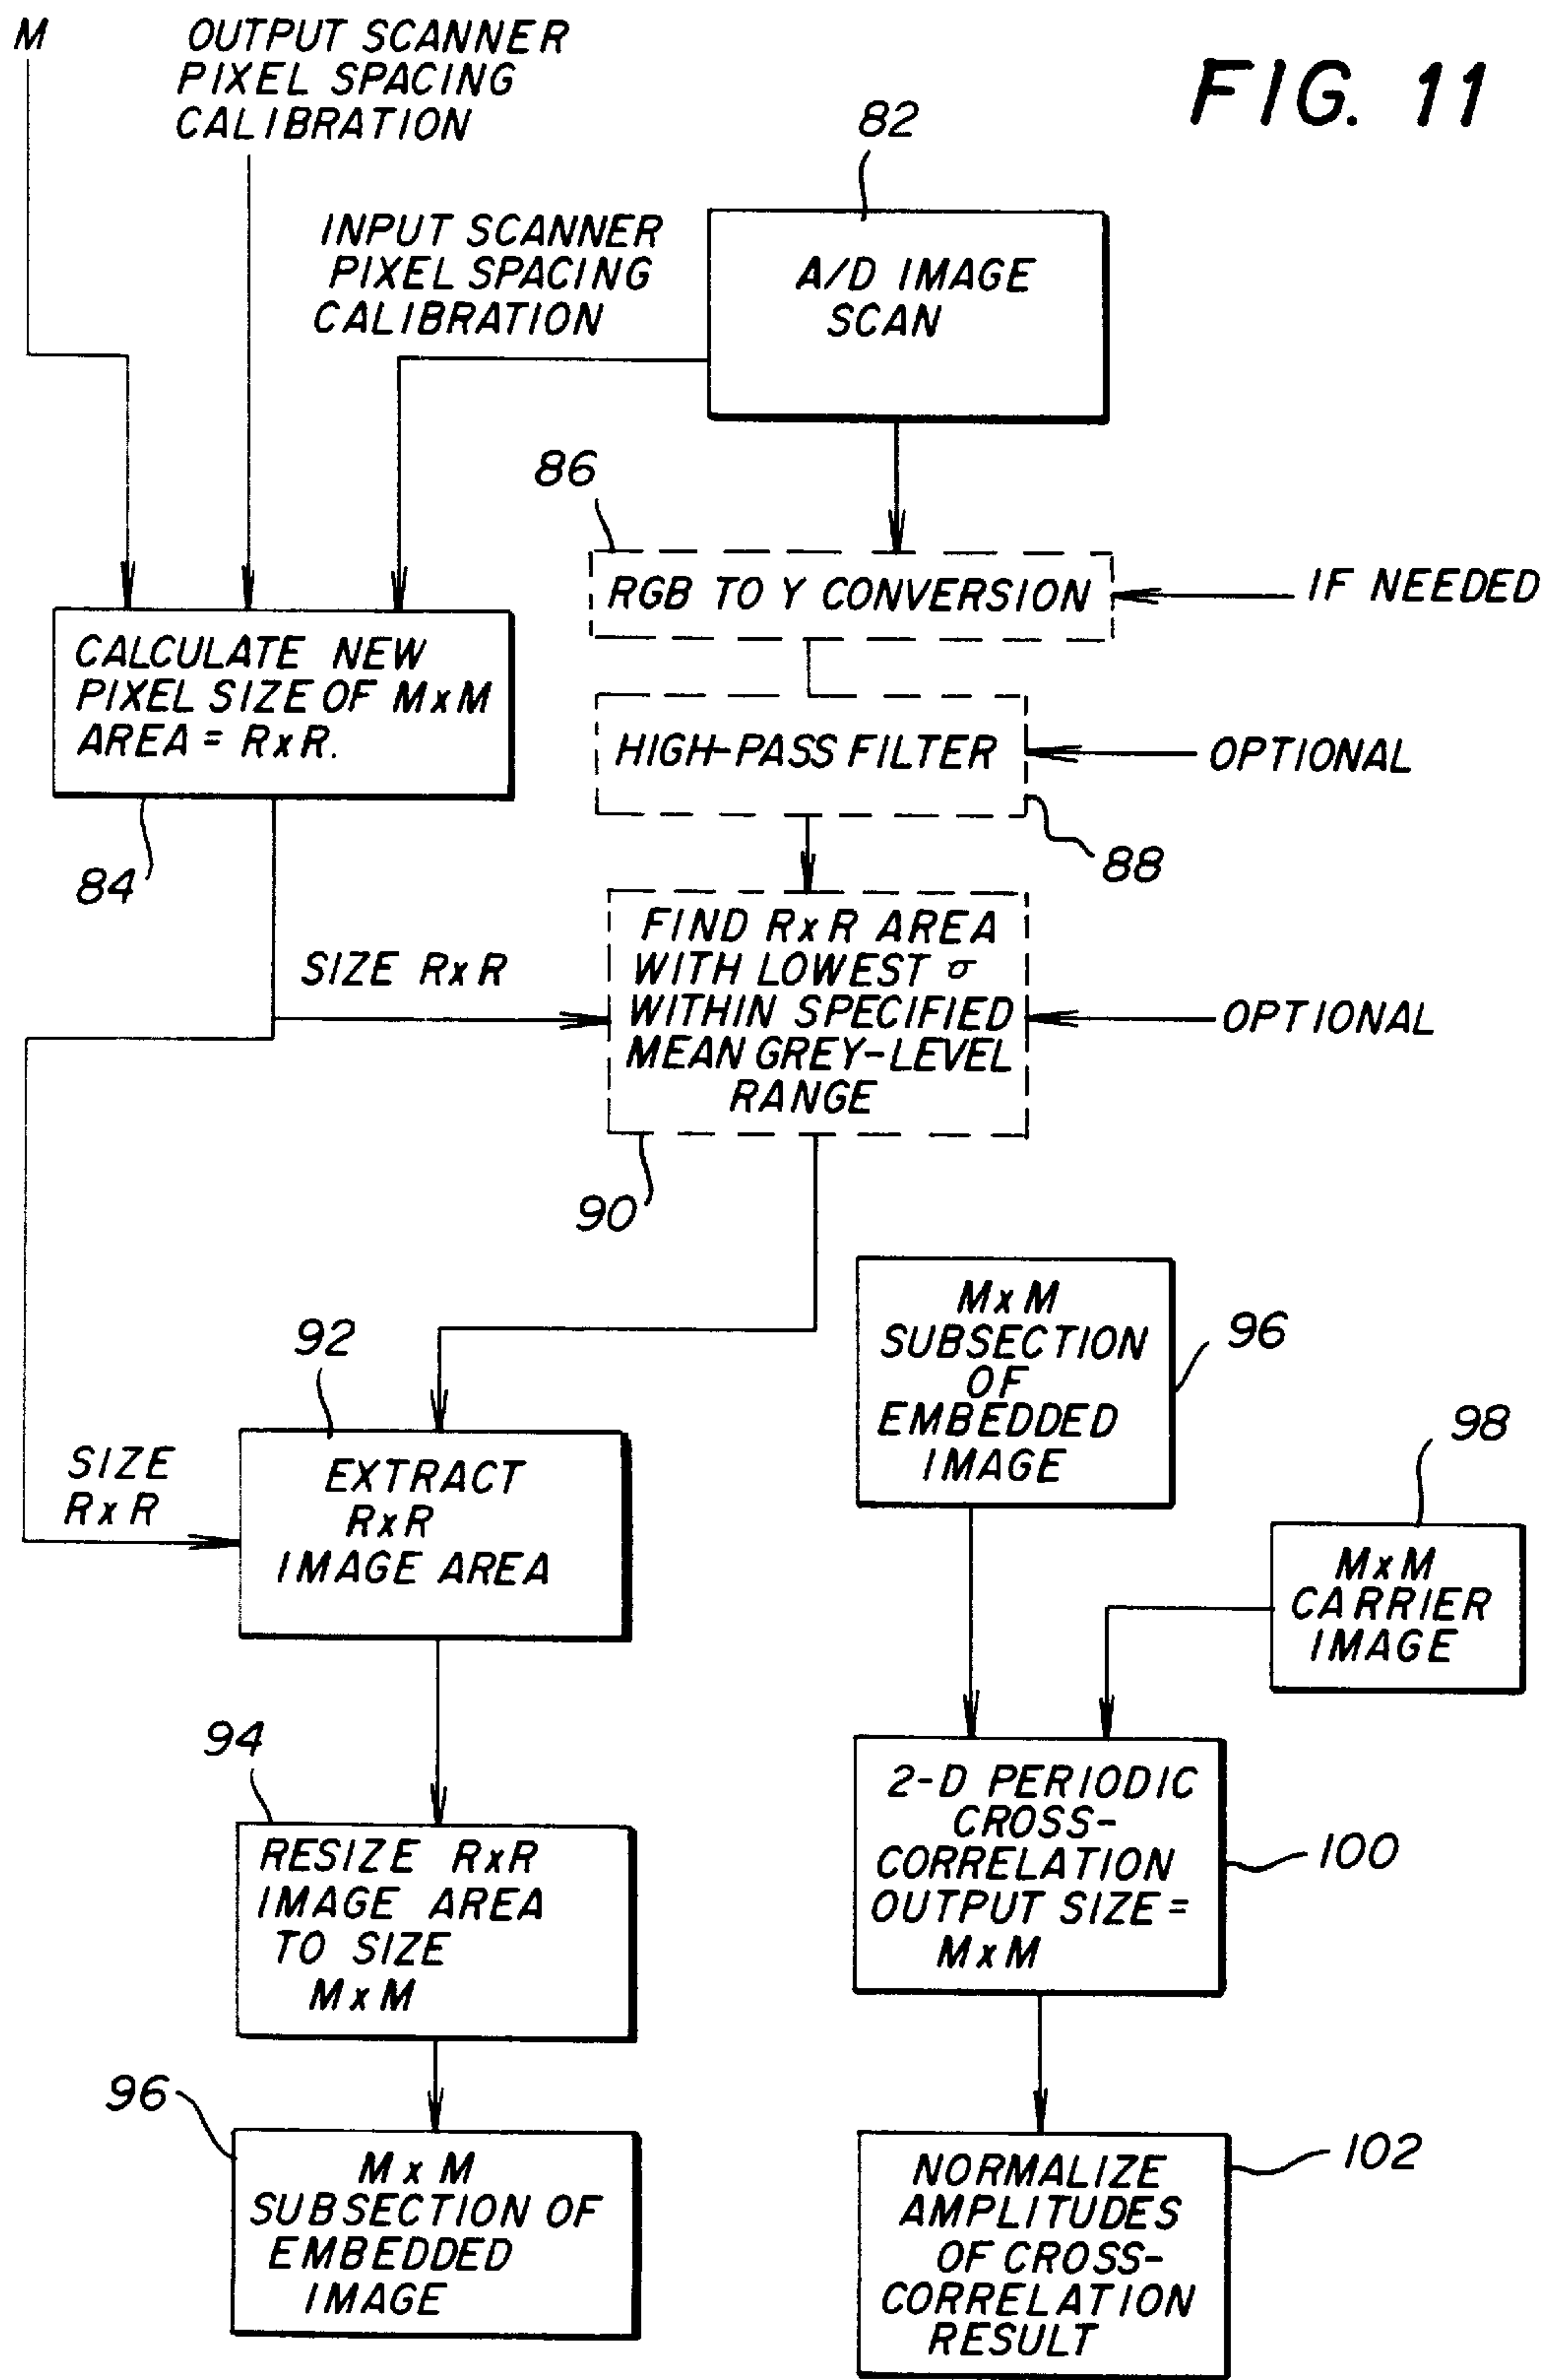 M
OUTPUT SCANNER
PIXEL SPACING
CALIBRATION
FIG. 11
82
INPUT SCANNER
PIXEL SPACING
CALIBRATION
A/D IMAGE
SCAN
86
RGB TO Y CONVERSION
IF NEEDED
CALCULATE NEW
PIXEL SIZE OF MxM
AREA = RxR.
84
HIGH-PASS FILTER
OPTIONAL
88
SIZE RxR
FIND RxR AREA
WITH LOWEST σ
WITHIN SPECIFIED
MEAN GREY-LEVEL
RANGE
OPTIONAL
90
92
SIZE
RxR
EXTRACT
RxR
IMAGE AREA
MxM
SUBSECTION
OF
EMBEDDED
IMAGE
96
98
MxM
CARRIER
IMAGE
94
RESIZE RxR
IMAGE AREA
TO SIZE
MxM
2-D PERIODIC
CROSS-
CORRELATION
OUTPUT SIZE =
MxM
100
96
MxM
SUBSECTION OF
EMBEDDED
IMAGE
102
NORMALIZE
AMPLITUDES
OF CROSS-
CORRELATION
RESULT